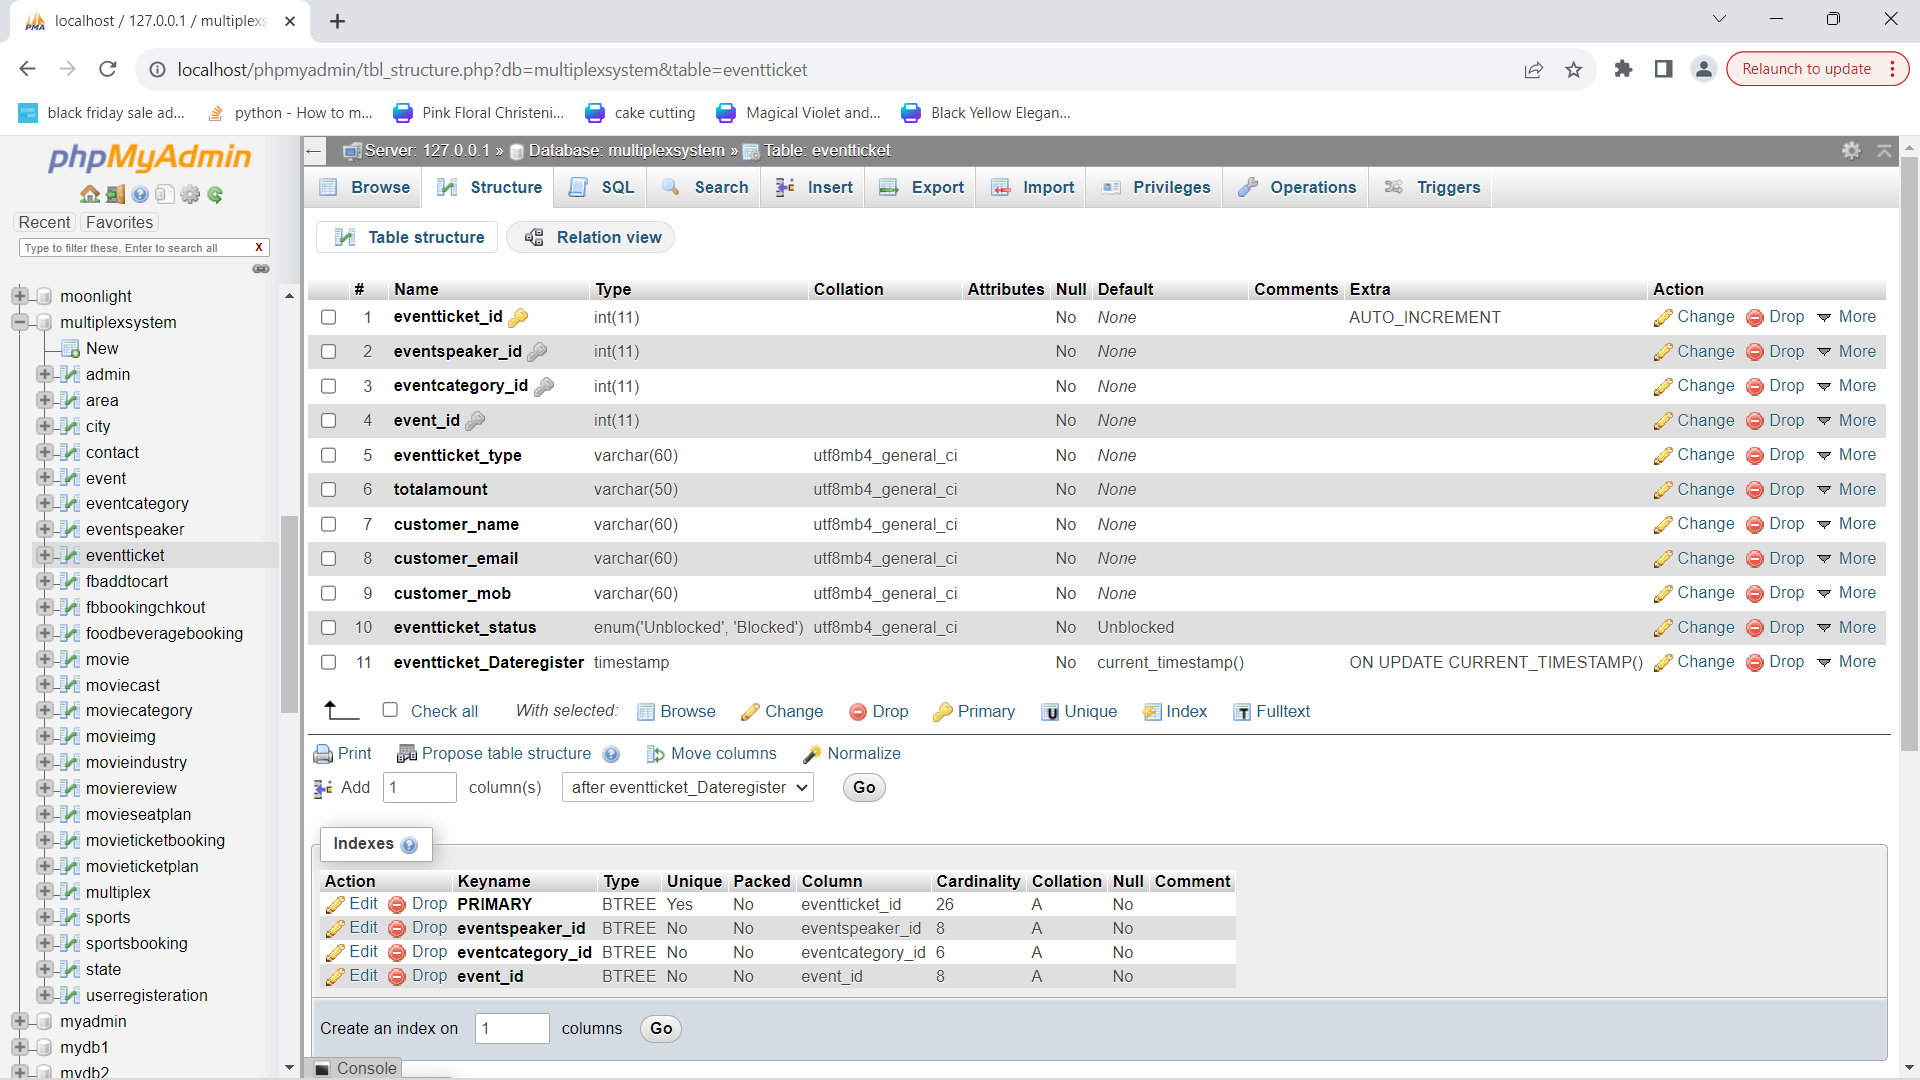 localhost / 127.0.0.1 / multiplexs
localhost/phpmyadmin/tbl_structure.php?db=multiplexsystem&table=eventticket
Relaunch to update
black friday sale ad...
python - How to m...
Pink Floral Christeni...
cake cutting
Magical Violet and...
Black Yellow Elegan...
phpMyAdmin
Recent Favorites
Type to filter these, Enter to search all X
moonlight
multiplexsystem
New
admin
area
city
contact
event
eventcategory
eventspeaker
eventticket
fbaddtocart
fbbookingchkout
foodbeveragebooking
movie
moviecast
moviecategory
movieimg
movieindustry
moviereview
movieseatplan
movieticketbooking
movieticketplan
multiplex
sports
sportsbooking
state
userregisteration
myadmin
mydb1
mydb2
Server: 127.0.0.1 » Database: multiplexsystem » Table: eventticket
Browse Structure SQL Search Insert Export Import Privileges Operations Triggers
Table structure Relation view
# Name Type Collation Attributes Null Default Comments Extra Action
1 eventticket_id int(11) No None AUTO_INCREMENT Change Drop More
2 eventspeaker_id int(11) No None Change Drop More
3 eventcategory_id int(11) No None Change Drop More
4 event_id int(11) No None Change Drop More
5 eventticket_type varchar(60) utf8mb4_general_ci No None Change Drop More
6 totalamount varchar(50) utf8mb4_general_ci No None Change Drop More
7 customer_name varchar(60) utf8mb4_general_ci No None Change Drop More
8 customer_email varchar(60) utf8mb4_general_ci No None Change Drop More
9 customer_mob varchar(60) utf8mb4_general_ci No None Change Drop More
10 eventticket_status enum('Unblocked', 'Blocked') utf8mb4_general_ci No Unblocked Change Drop More
11 eventticket_Dateregister timestamp No current_timestamp() ON UPDATE CURRENT_TIMESTAMP() Change Drop More
Check all With selected: Browse Change Drop Primary Unique Index Fulltext
Print Propose table structure Move columns Normalize
Add 1 column(s) after eventticket_Dateregister Go
Indexes
Action Keyname Type Unique Packed Column Cardinality Collation Null Comment
Edit Drop PRIMARY BTREE Yes No eventticket_id 26 A No
Edit Drop eventspeaker_id BTREE No No eventspeaker_id 8 A No
Edit Drop eventcategory_id BTREE No No eventcategory_id 6 A No
Edit Drop event_id BTREE No No event_id 8 A No
Create an index on 1 columns Go
Console